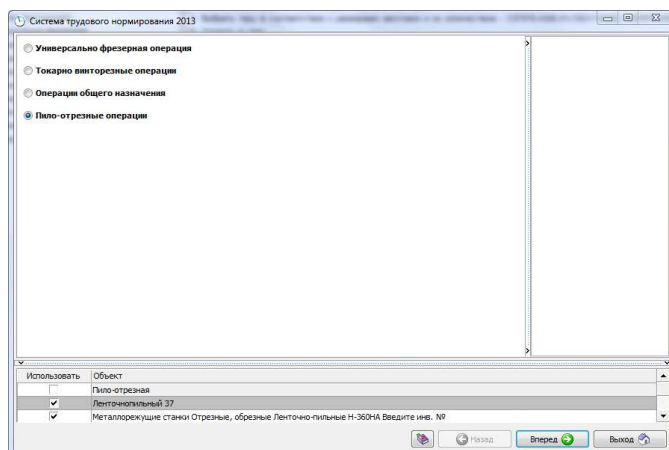 Система трудового нормирования 2013
Универсально фрезерная операция
Токарно винторезные операции
Операции общего назначения
Пило-отрезные операции
Использовать Объект
Пило-отрезная
Ленточнопильный 37
Металлорежущие станки Отрезные, обрезные Ленточно-пильные Н-360НА Введите инв. №
Назад Вперед Выход